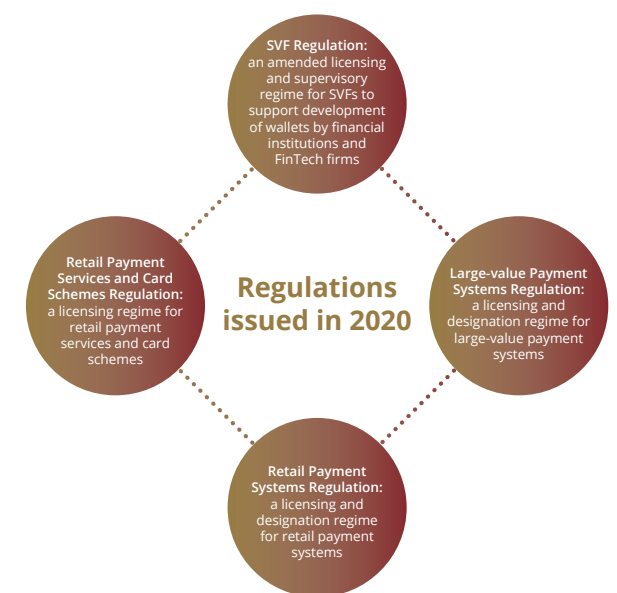 SVF Regulation:
an amended licensing
and supervisory
regime for SVFs to
support development
of wallets by financial
institutions and
FinTech firms
Retail Payment
Services and Card
Schemes Regulation:
a licensing regime for
retail payment
services and card
schemes
Regulations
issued in 2020
Large-value Payment
Systems Regulation:
a licensing and
designation regime for
large-value payment
systems
Retail Payment
Systems Regulation:
a licensing and
designation regime
for retail payment
systems